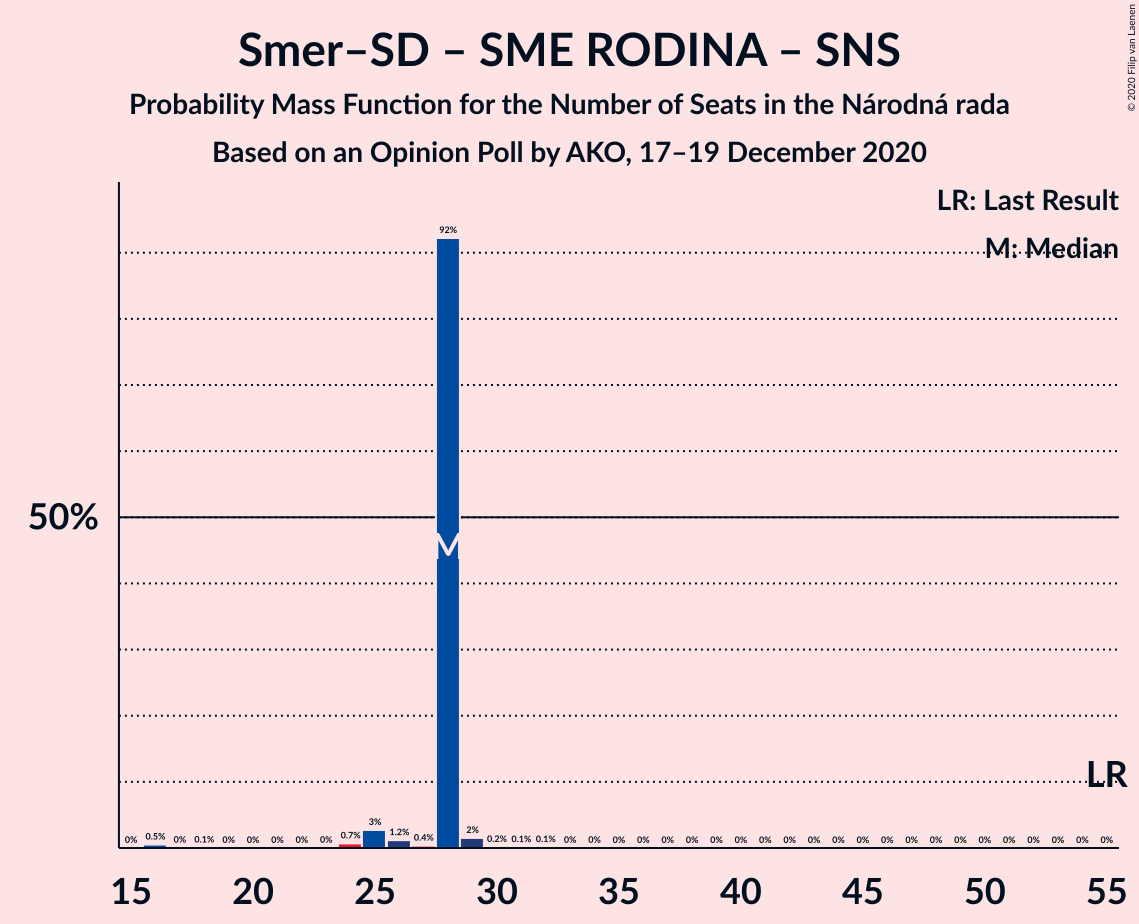 Smer–SD – SME RODINA – SNS
Probability Mass Function for the Number of Seats in the Národná rada
Based on an Opinion Poll by AKO, 17–19 December 2020
© 2020 Filip van Laenen
LR: Last Result
M: Median
92%
50%
M
LR
0% 0.5% 0% 0.1% 0% 0% 0% 0% 0% 0.7% 3% 1.2% 0.4% 2% 0.2% 0.1% 0.1% 0% 0% 0% 0% 0% 0% 0% 0% 0% 0% 0% 0% 0% 0% 0% 0% 0% 0% 0% 0% 0% 0% 0%
15 20 25 30 35 40 45 50 55